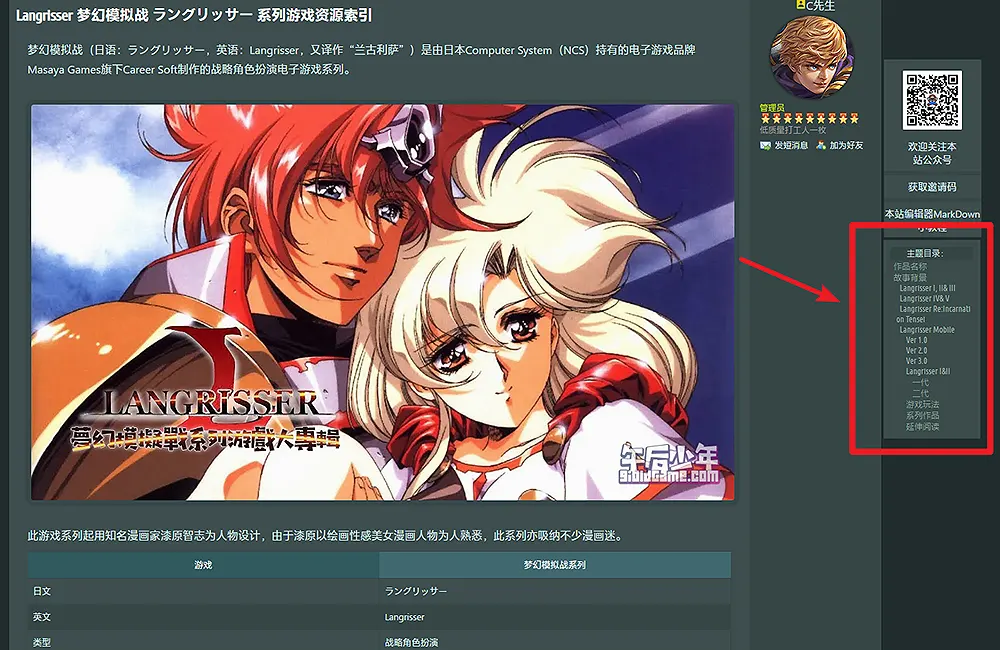 Langrisser 梦幻模拟战 ラングリッサー 系列游戏资源索引
梦幻模拟战（日语：ラングリッサー，英语：Langrisser，又译作“兰古利萨”）是由日本Computer System（NCS）持有的电子游戏品牌
Masaya Games旗下Career Soft制作的战略角色扮演电子游戏系列。
LANGRISSER
夢幻模擬戰系列游戲大專輯
午后少年
此游戏系列起用知名漫画家漆原智志为人物设计，由于漆原以绘画性感美女漫画人物为人熟悉，此系列亦吸纳不少漫画迷。
游戏 梦幻模拟战系列
日文 ラングリッサー
英文 Langrisser
类型 战略角色扮演
C先生
管理员
低质量打工人一枚
发短消息 加为好友
欢迎关注本
站公众号
获取邀请码
本站编辑器MarkDown
小教程
主题目录：
作品名称
故事背景
Langrisser I, II& III
Langrisser IV& V
Langrisser Re:Incarnati
on Tensei
Langrisser Mobile
Ver 1.0
Ver 2.0
Ver 3.0
Langrisser I&II
一代
二代
游戏玩法
系列作品
延伸阅读